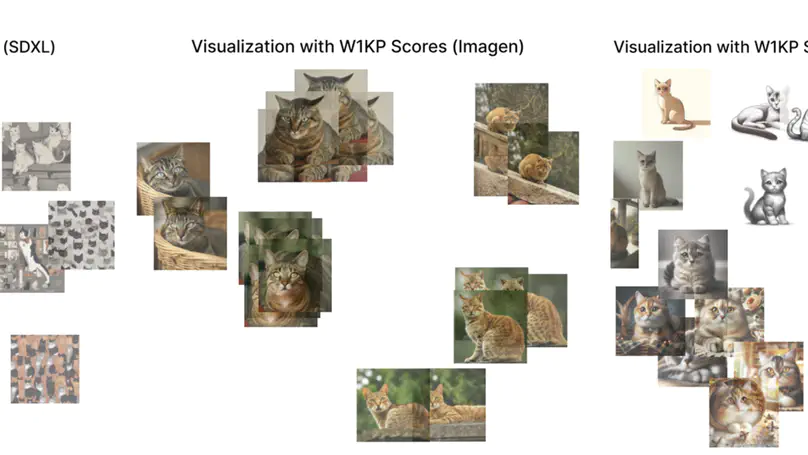 (SDXL)
Visualization with W1KP Scores (Imagen)
Visualization with W1KP S